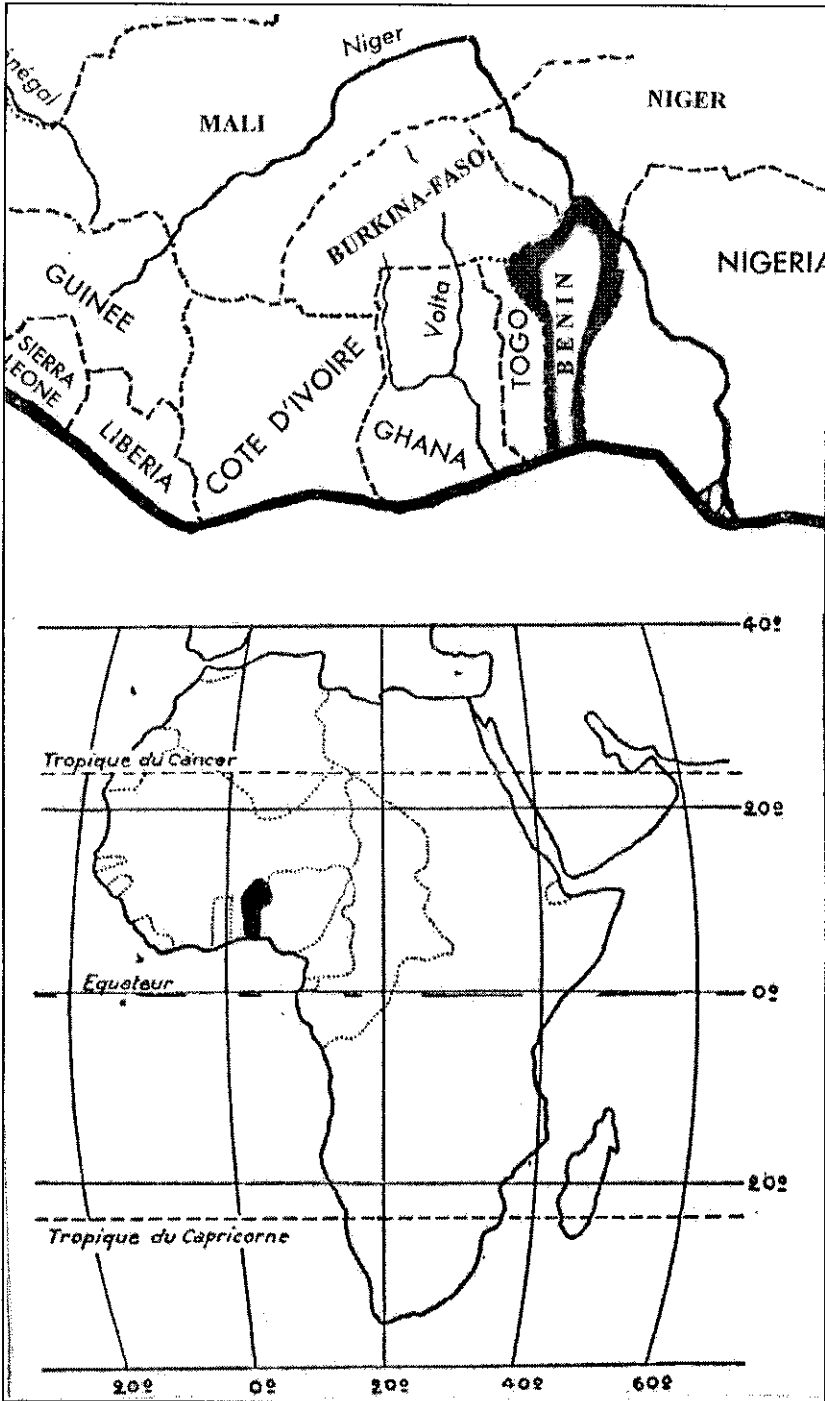 Niger
énégal
MALI
NIGER
BURKINA-FASO
GUINEE
NIGERIA
Volta
TOGO
BENIN
SIERRA
LEONE
LIBERIA
COTE D'IVOIRE
GHANA
40º
Tropique du Cancer
20º
Equateur
0º
20º
Tropique du Capricorne
20º
0º
20º
40º
60º